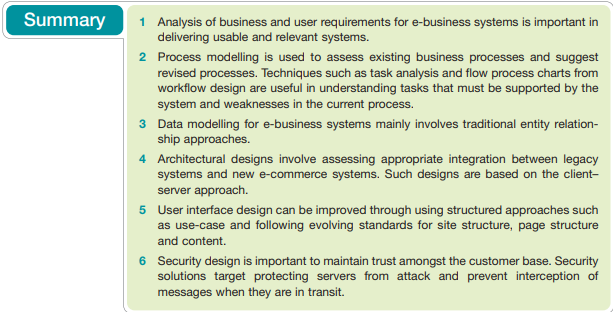 Summary
1 Analysis of business and user requirements for e-business systems is important in
delivering usable and relevant systems.
2 Process modelling is used to assess existing business processes and suggest
revised processes. Techniques such as task analysis and flow process charts from
workflow design are useful in understanding tasks that must be supported by the
system and weaknesses in the current process.
3 Data modelling for e-business systems mainly involves traditional entity relation-
ship approaches.
4 Architectural designs involve assessing appropriate integration between legacy
systems and new e-commerce systems. Such designs are based on the client–
server approach.
5 User interface design can be improved through using structured approaches such
as use-case and following evolving standards for site structure, page structure
and content.
6 Security design is important to maintain trust amongst the customer base. Security
solutions target protecting servers from attack and prevent interception of
messages when they are in transit.